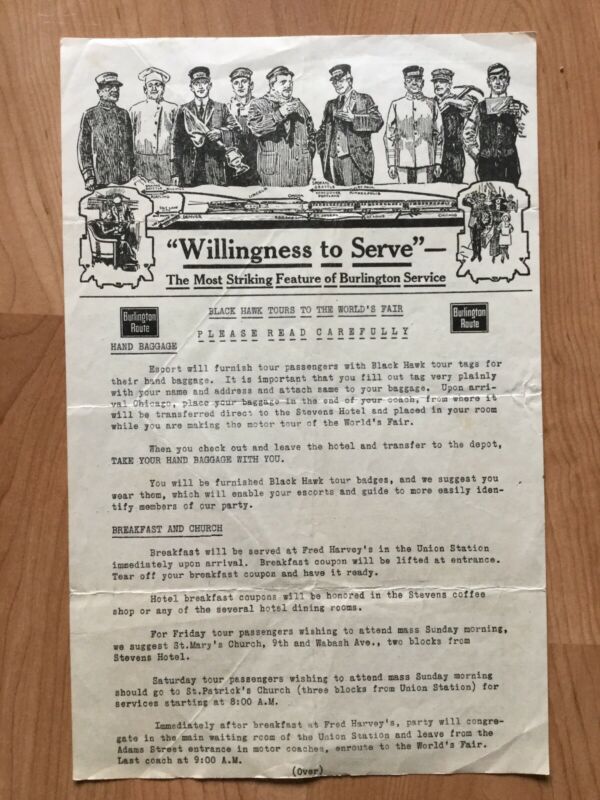 LINCOLN
OMAHA
SPOKANE
SEATTLE
PORTLAND
ST. PAUL
MINNEAPOLIS
DENVER
CHICAGO
"Willingness to Serve"—
The Most Striking Feature of Burlington Service
Burlington
Route
BLACK HAWK TOURS TO THE WORLD'S FAIR
Burlington
Route
PLEASE READ CAREFULLY
HAND BAGGAGE
Escort will furnish tour passengers with Black Hawk tour tags for
their hand baggage. It is important that you fill out tag very plainly
with your name and address and attach same to your baggage. Upon arri-
val Chicago, place your baggage in the end of your coach, from where it
will be transferred direct to the Stevens Hotel and placed in your room
while you are making the motor tour of the World's Fair.
When you check out and leave the hotel and transfer to the depot,
TAKE YOUR HAND BAGGAGE WITH YOU.
You will be furnished Black Hawk tour badges, and we suggest you
wear them, which will enable your escorts and guide to more easily iden-
tify members of our party.
BREAKFAST AND CHURCH
Breakfast will be served at Fred Harvey's in the Union Station
immediately upon arrival. Breakfast coupon will be lifted at entrance.
Tear off your breakfast coupon and have it ready.
Hotel breakfast coupons will be honored in the Stevens coffee
shop or any of the several hotel dining rooms.
For Friday tour passengers wishing to attend mass Sunday morning,
we suggest St.Mary's Church, 9th and Wabash Ave., two blocks from
Stevens Hotel.
Saturday tour passengers wishing to attend mass Sunday morning
should go to St.Patrick's Church (three blocks from Union Station) for
services starting at 8:00 A.M.
Immediately after breakfast at Fred Harvey's, party will congre-
gate in the main waiting room of the Union Station and leave from the
Adams Street entrance in motor coaches, enroute to the World's Fair.
Last coach at 9:00 A.M.
(Over)